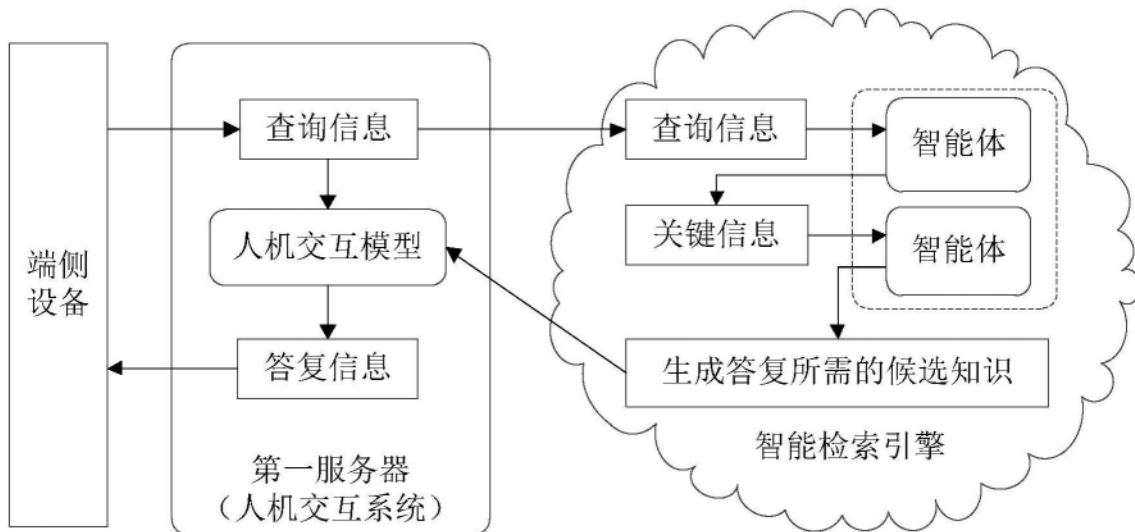 端侧
设备
查询信息
人机交互模型
答复信息
第一服务器
（人机交互系统）
查询信息
智能体
关键信息
智能体
生成答复所需的候选知识
智能检索引擎